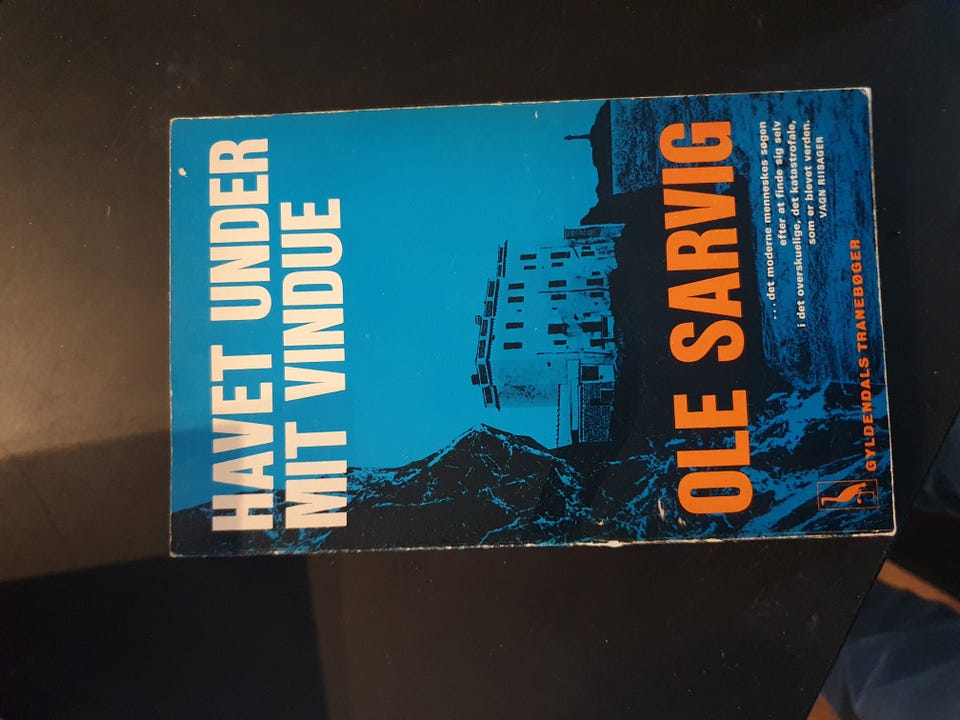 HAVET UNDER
MIT VINDUE
OLE SARVIG
...det moderne menneskes søgen
efter at finde sig selv
i det overskuelige, det katastrofale,
som er blevet verden.
VAGN RIISAGER
GYLDENDALS TRANEBØGER